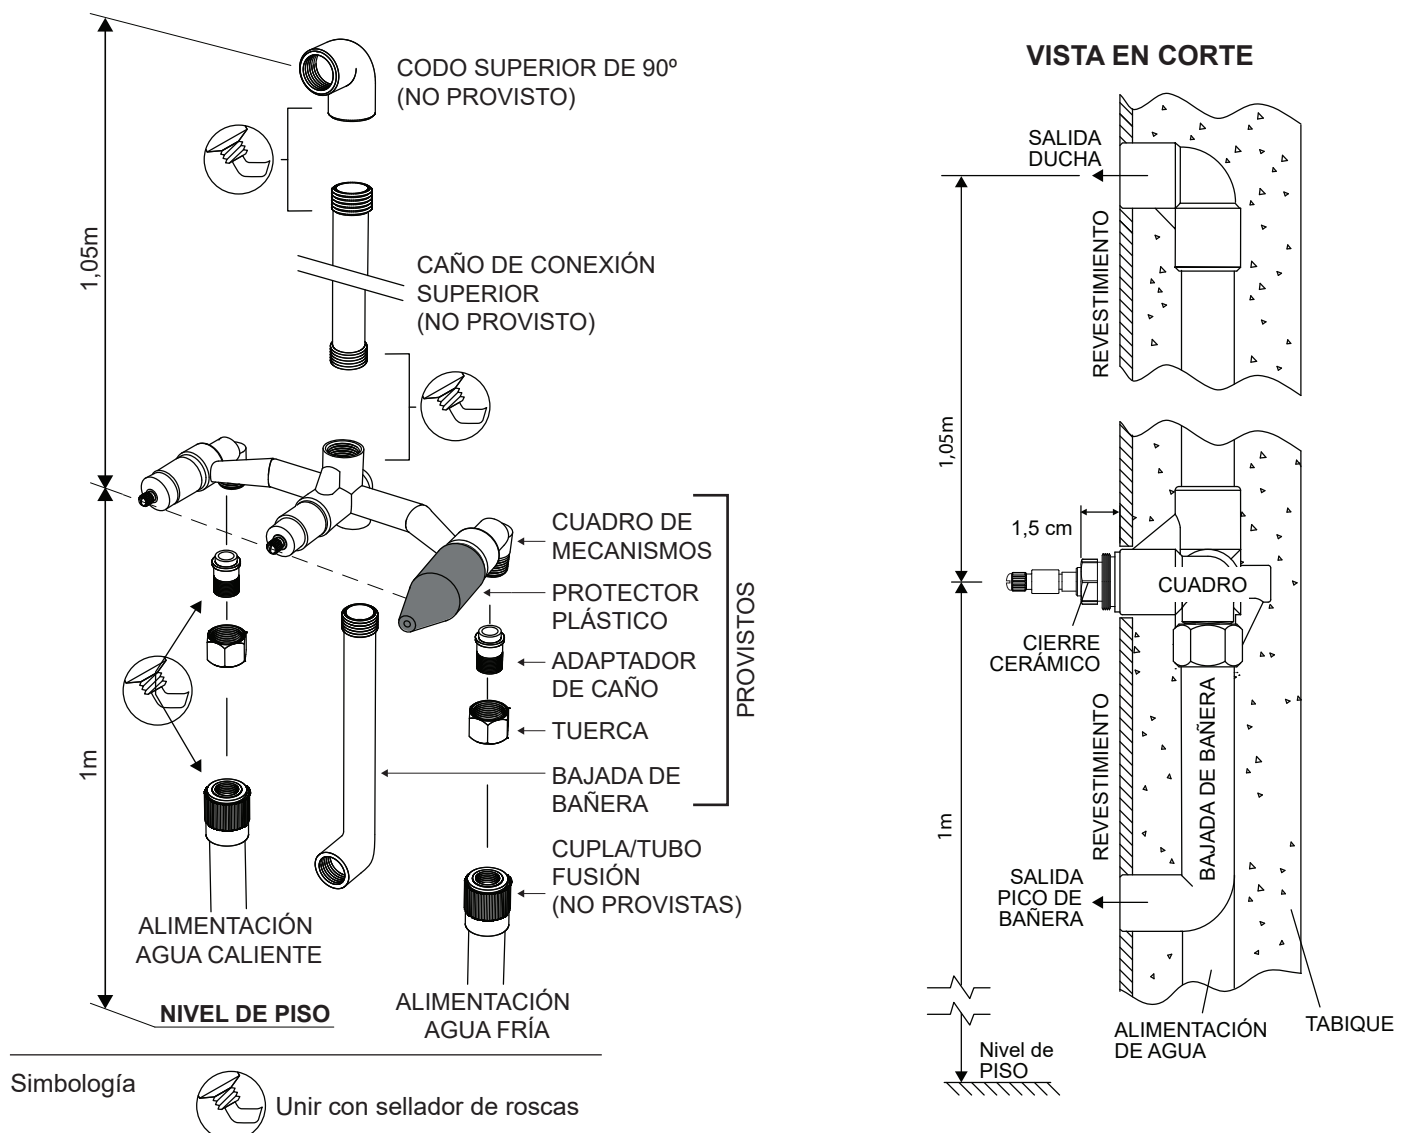 CODO SUPERIOR DE 90º
(NO PROVISTO)
1,05m
CAÑO DE CONEXIÓN
SUPERIOR
(NO PROVISTO)
CUADRO DE
MECANISMOS
PROTECTOR
PLÁSTICO
ADAPTADOR
DE CAÑO
TUERCA
BAJADA DE
BAÑERA
PROVISTOS
1m
CUPLA/TUBO
FUSIÓN
(NO PROVISTAS)
ALIMENTACIÓN
AGUA CALIENTE
NIVEL DE PISO
ALIMENTACIÓN
AGUA FRÍA
Simbología
Unir con sellador de roscas
VISTA EN CORTE
SALIDA
DUCHA
REVESTIMIENTO
1,05m
1,5 cm
CUADRO
CIERRE
CERÁMICO
REVESTIMIENTO
BAJADA DE BAÑERA
1m
SALIDA
PICO DE
BAÑERA
ALIMENTACIÓN
DE AGUA
TABIQUE
Nivel de
PISO